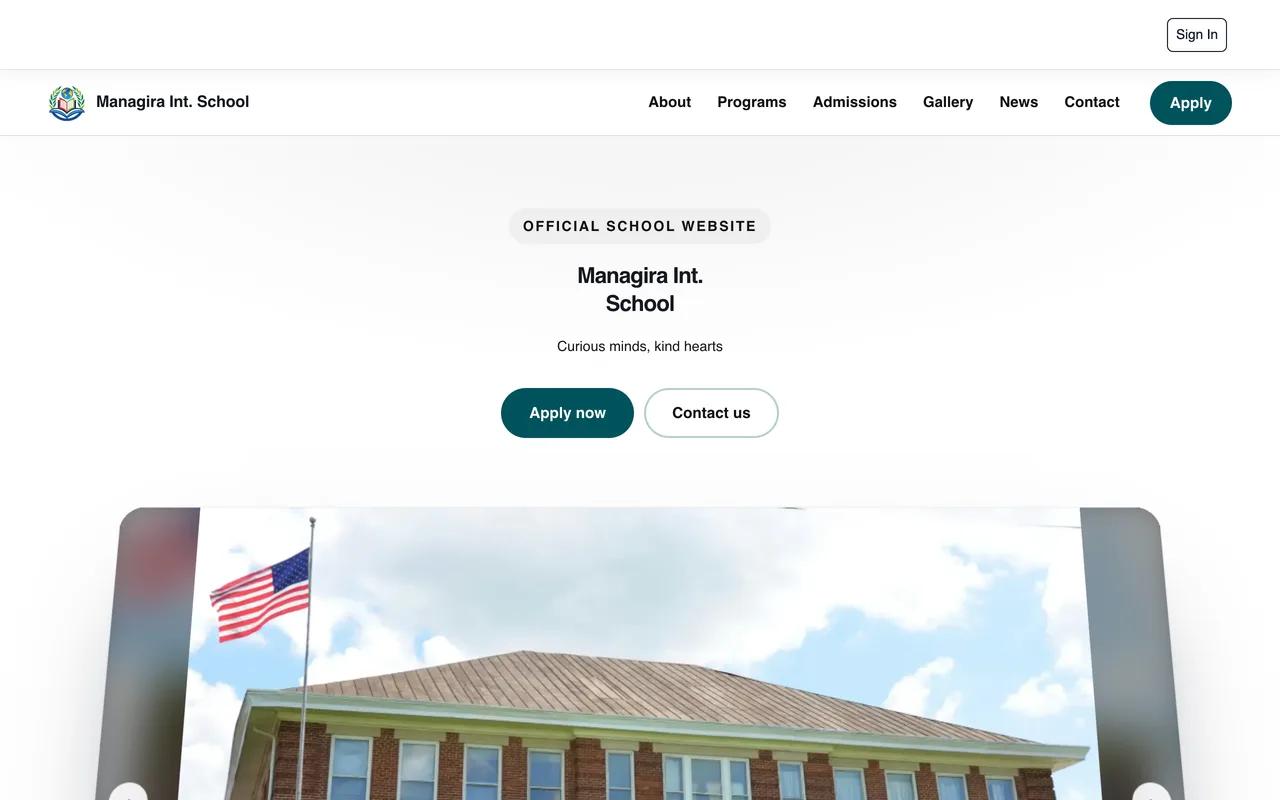 Sign In
Managira Int. School
About
Programs
Admissions
Gallery
News
Contact
Apply
OFFICIAL SCHOOL WEBSITE
Managira Int.
School
Curious minds, kind hearts
Apply now
Contact us